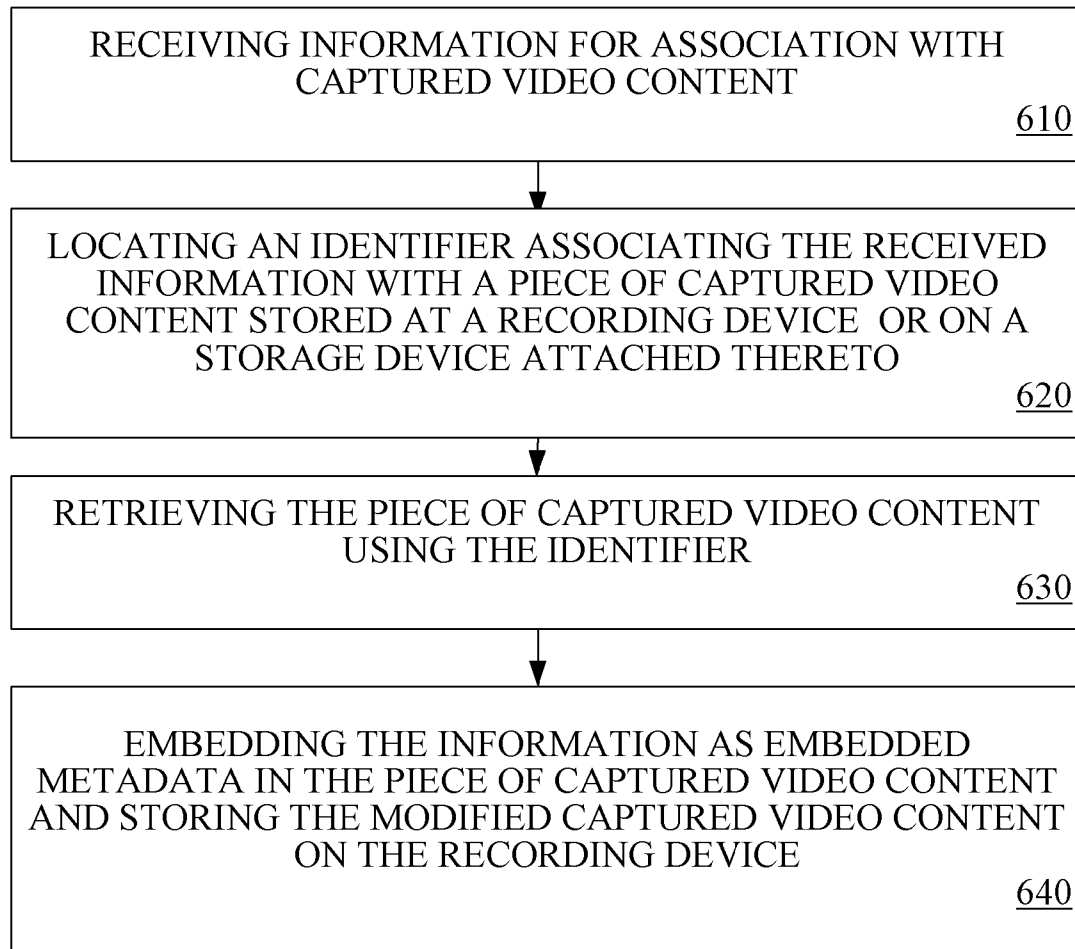 RECEIVING INFORMATION FOR ASSOCIATION WITH
CAPTURED VIDEO CONTENT
610
LOCATING AN IDENTIFIER ASSOCIATING THE RECEIVED
INFORMATION WITH A PIECE OF CAPTURED VIDEO
CONTENT STORED AT A RECORDING DEVICE OR ON A
STORAGE DEVICE ATTACHED THERETO
620
RETRIEVING THE PIECE OF CAPTURED VIDEO CONTENT
USING THE IDENTIFIER
630
EMBEDDING THE INFORMATION AS EMBEDDED
METADATA IN THE PIECE OF CAPTURED VIDEO CONTENT
AND STORING THE MODIFIED CAPTURED VIDEO CONTENT
ON THE RECORDING DEVICE
640